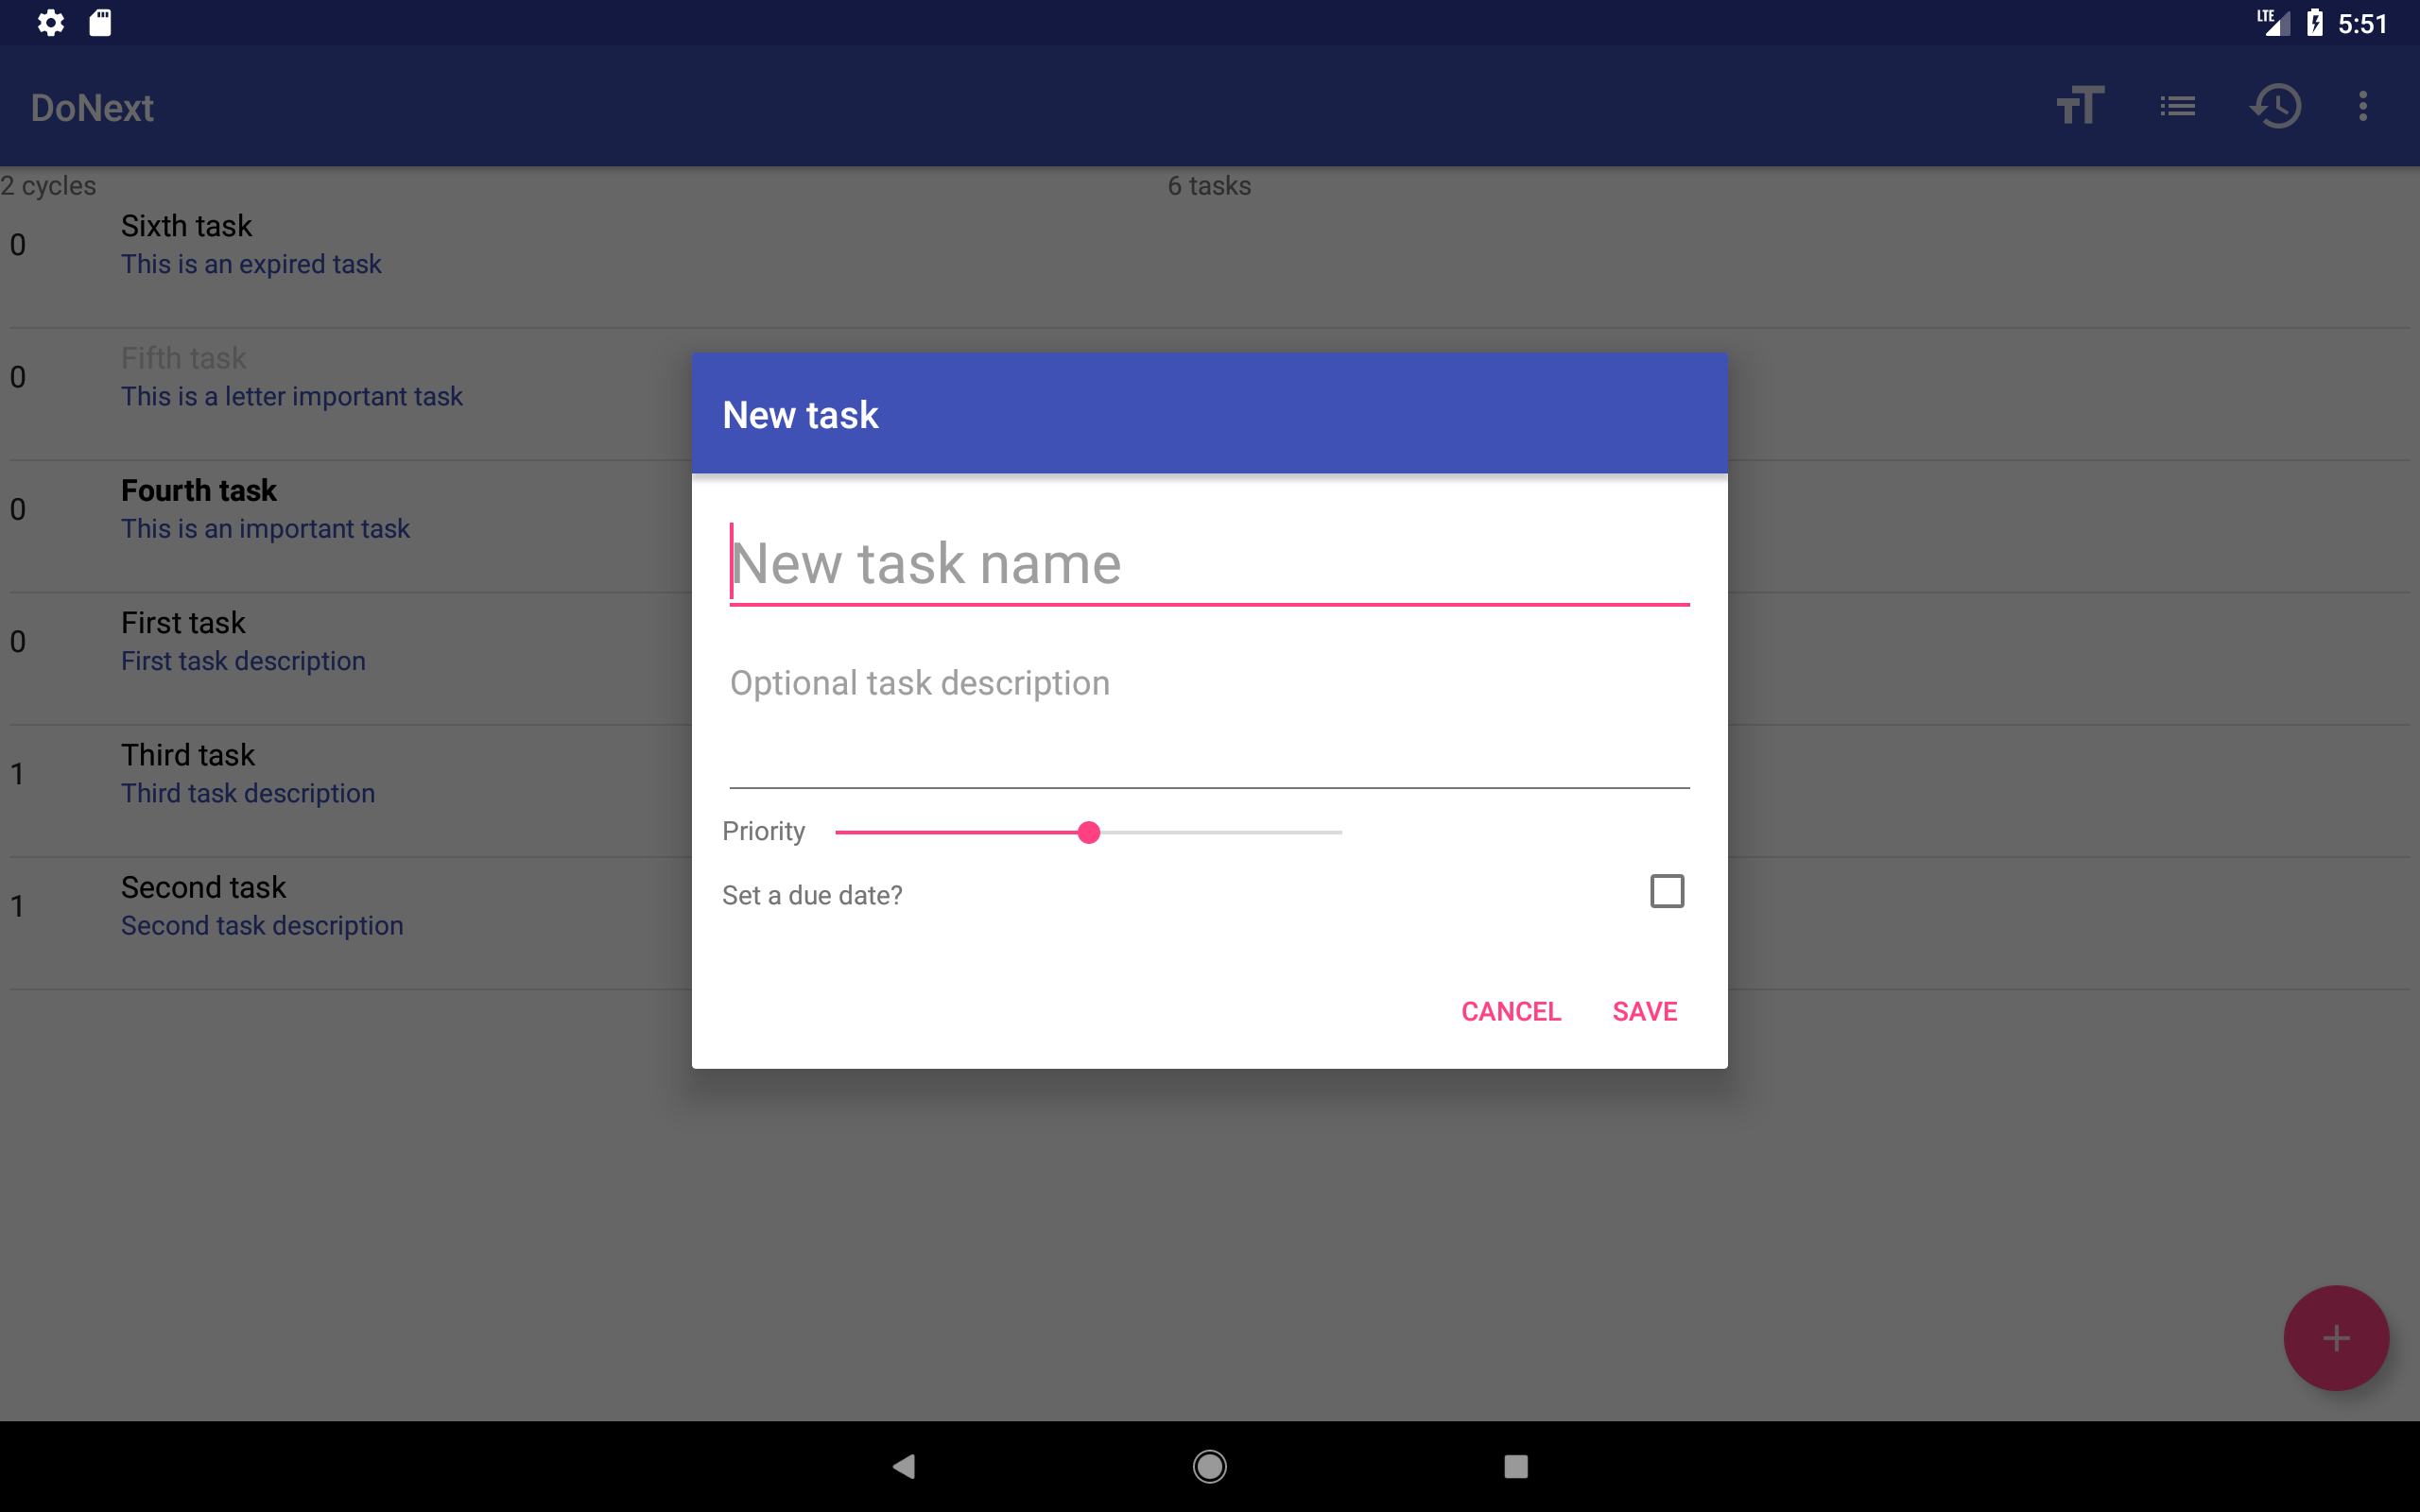 LTE 5:51
DoNext
2 cycles 6 tasks
0 Sixth task
This is an expired task
0 Fifth task
This is a letter important task
0 Fourth task
This is an important task
0 First task
First task description
1 Third task
Third task description
1 Second task
Second task description
New task
New task name
Optional task description
Priority
Set a due date?
CANCEL SAVE